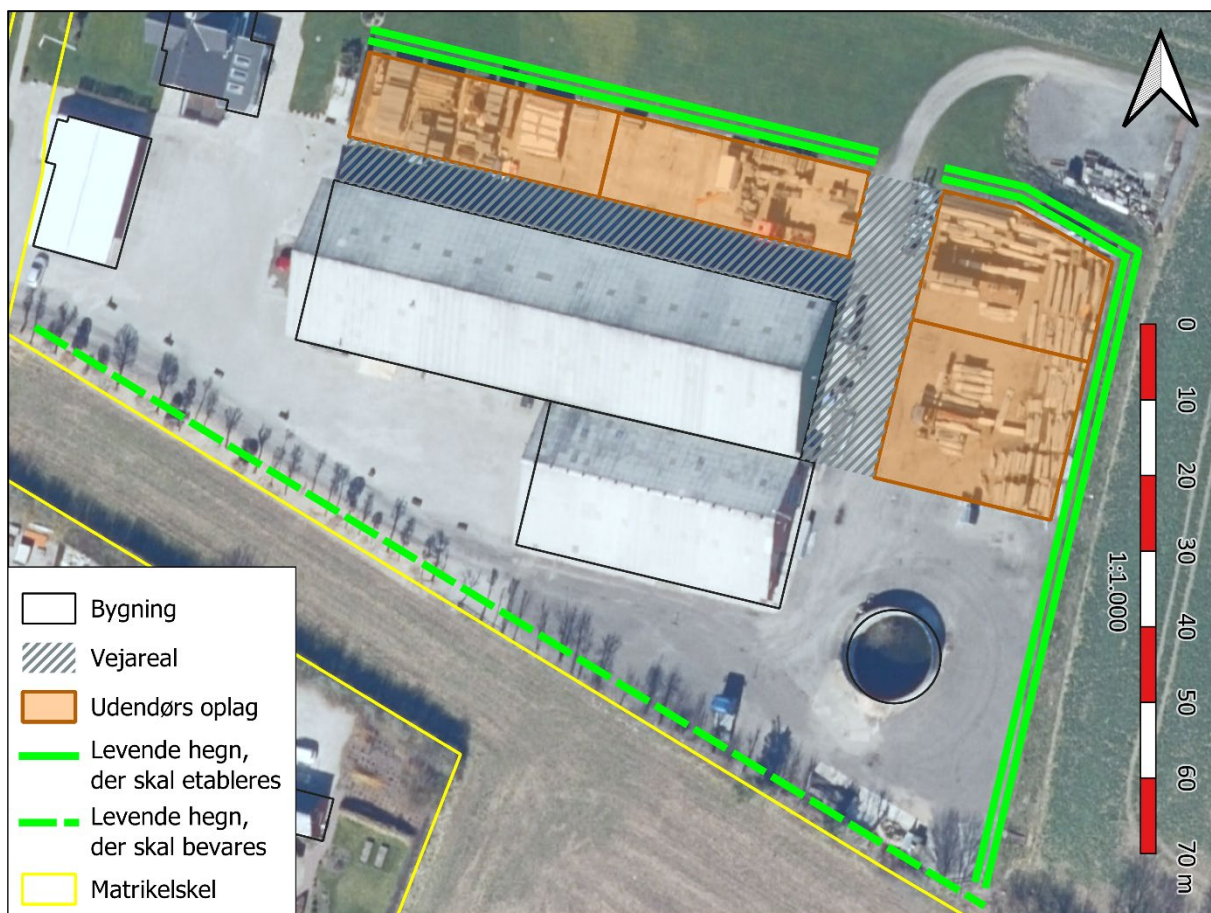 0
10
20
30
40
50
60
70 m
1:1.000
Bygning
Vejareal
Udendørs oplag
Levende hegn,
der skal etableres
Levende hegn,
der skal bevares
Matrikelskel